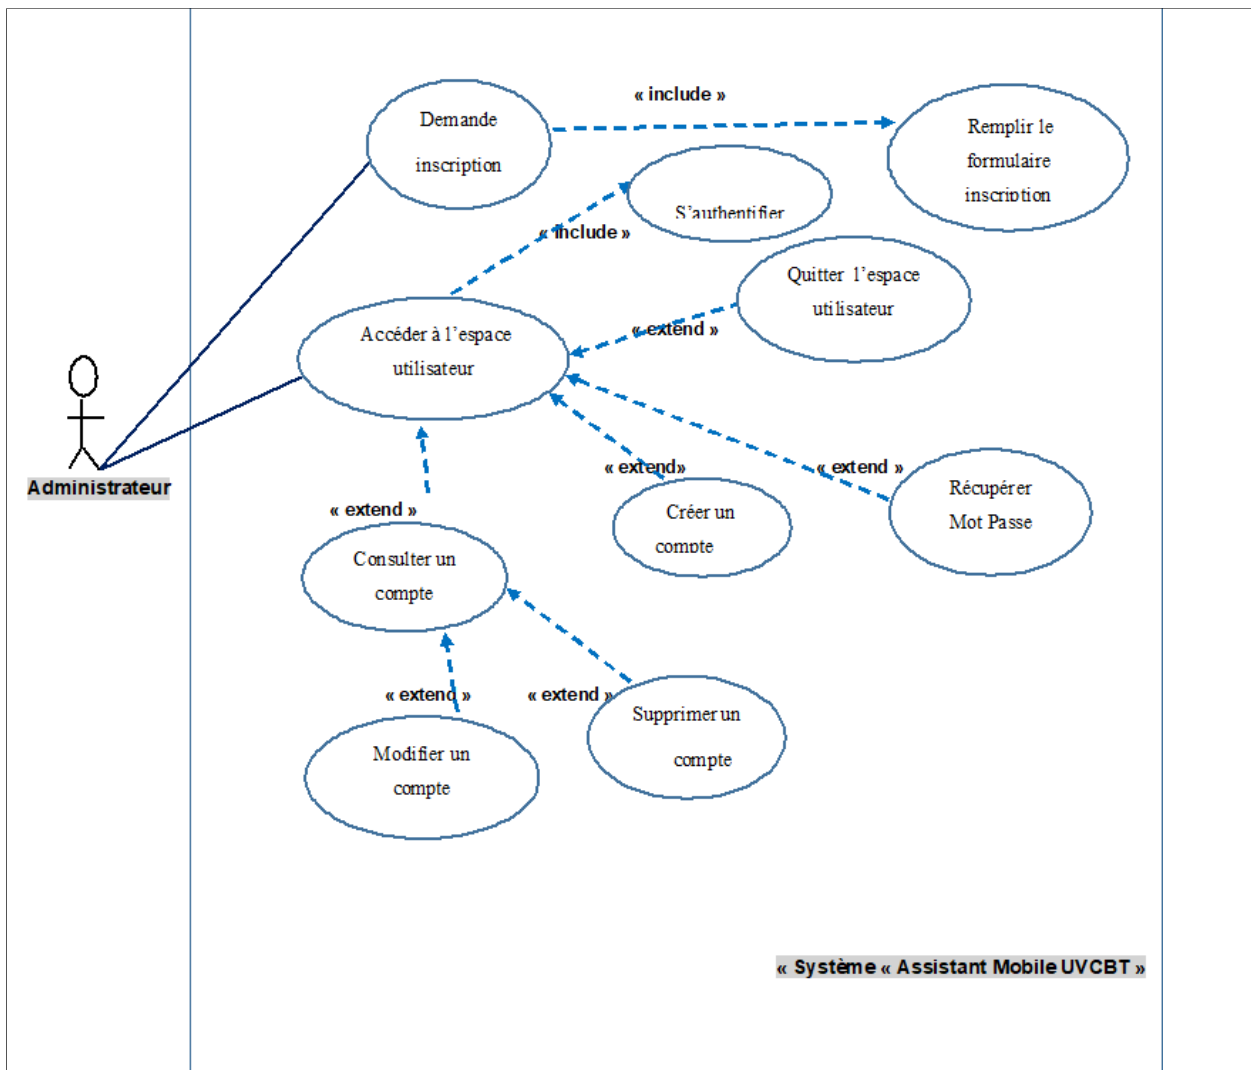 « include »
Demande
inscription
Remplir le
formulaire
inscription
S'authentifier
« include »
Quitter l'espace
utilisateur
« extend »
Accéder à l'espace
utilisateur
Administrateur
« extend»
« extend »
Créer un
compte
Récupérer
Mot Passe
« extend »
Consulter un
compte
« extend »
« extend »
Modifier un
compte
Supprimer un
compte
« Système « Assistant Mobile UVCBT »